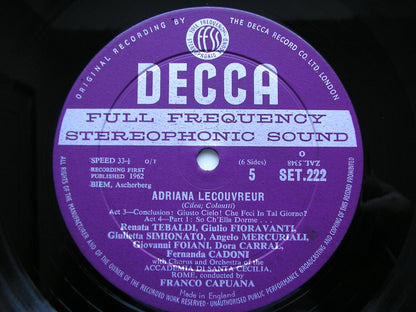 ORIGINAL RECORDING BY THE DECCA RECORD CO. LTD. LONDON
FULL FREQUENCY
FFSS
STEREOPHONIC
DECCA
FULL FREQUENCY
STEREOPHONIC SOUND
SPEED 33⅓ O/T
RECORDING FIRST
PUBLISHED 1962
BIEM, Ascherberg
(6 Sides) 5
SET.222
ADRIANA LECOUVREUR
(Cilea; Colautti)
Act 3—Conclusion: Giusto Cielo! Che Feci In Tal Giorno?
Act 4—Part 1: So Ch'Ella Dorme . . .
Renata TEBALDI, Giulio FIORAVANTI,
Giulietta SIMIONATO, Angelo MERCURIALI,
Giovanni FOIANI, Dora CARRAL,
Fernanda CADONI
with Chorus and Orchestra of the
ACCADEMIA DI SANTA CECILIA,
ROME, conducted by
FRANCO CAPUANA
Made in England
ALL RIGHTS OF THE MANUFACTURER AND OF THE OWNER OF THE RECORDED WORK RESERVED UNAUTHORISED PUBLIC PERFORMANCE BROADCASTING AND COPYING OF THIS RECORD PROHIBITED